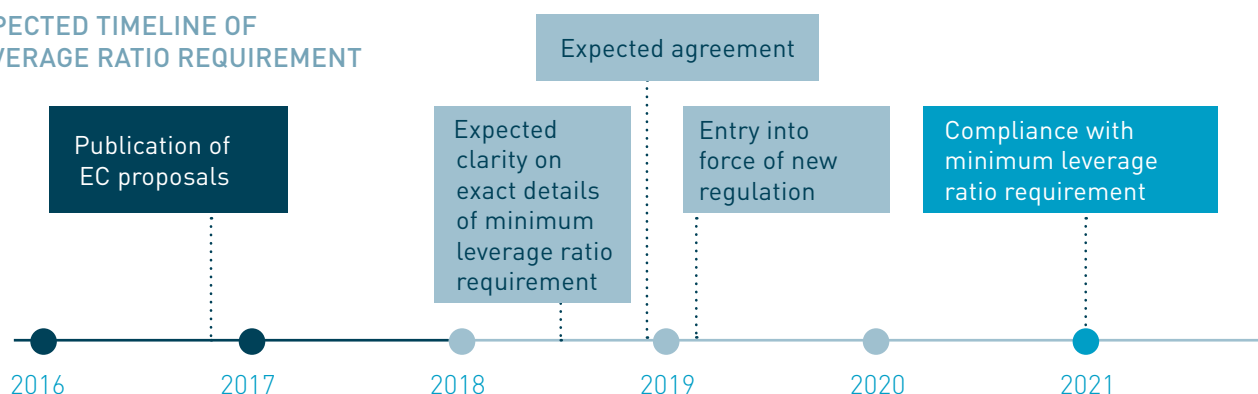 PECTED TIMELINE OF
VERAGE RATIO REQUIREMENT
Expected agreement
Publication of
EC proposals
Expected
clarity on
exact details
of minimum
leverage ratio
requirement
Entry into
force of new
regulation
Compliance with
minimum leverage
ratio requirement
2016
2017
2018
2019
2020
2021